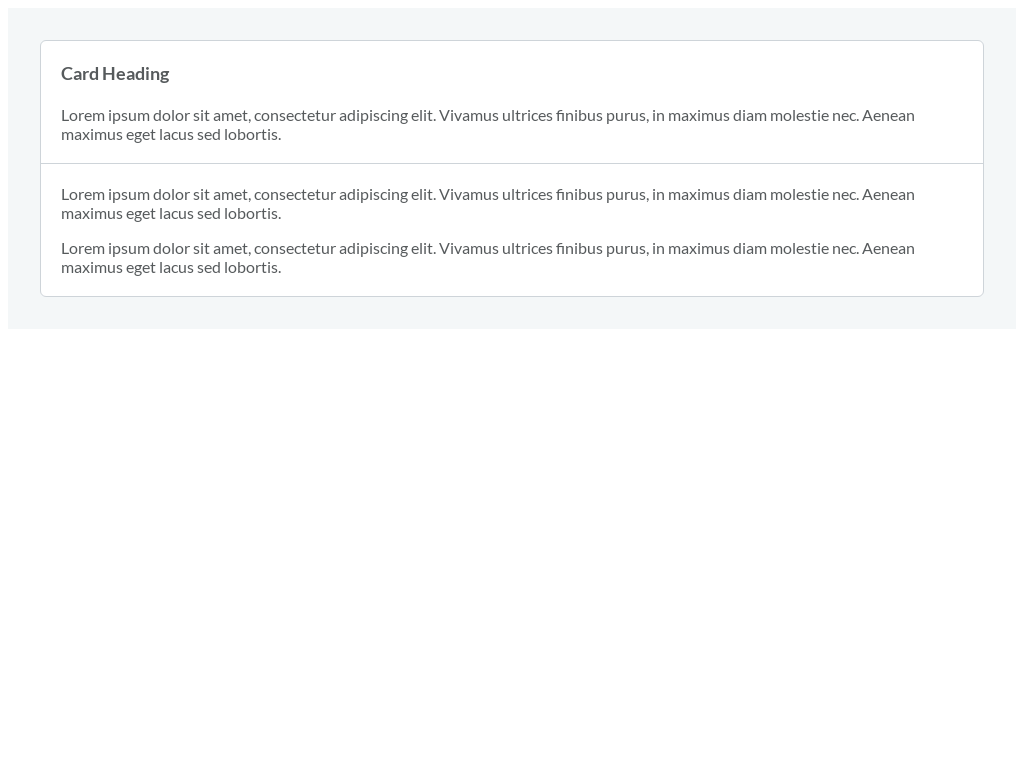 Card Heading
Lorem ipsum dolor sit amet, consectetur adipiscing elit. Vivamus ultrices finibus purus, in maximus diam molestie nec. Aenean
maximus eget lacus sed lobortis.
Lorem ipsum dolor sit amet, consectetur adipiscing elit. Vivamus ultrices finibus purus, in maximus diam molestie nec. Aenean
maximus eget lacus sed lobortis.
Lorem ipsum dolor sit amet, consectetur adipiscing elit. Vivamus ultrices finibus purus, in maximus diam molestie nec. Aenean
maximus eget lacus sed lobortis.